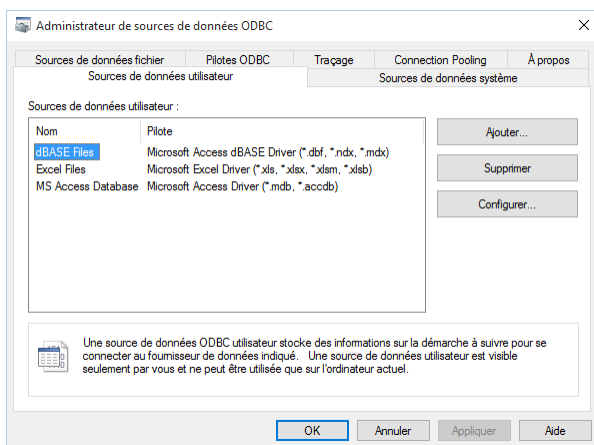 Administrateur de sources de données ODBC
Sources de données fichier Pilotes ODBC Traçage Connection Pooling À propos
Sources de données utilisateur Sources de données système
Sources de données utilisateur :
Nom Pilote
dBASE Files Microsoft Access dBASE Driver (*.dbf, *.ndx, *.mdx)
Excel Files Microsoft Excel Driver (*.xls, *.xlsx, *.xlsm, *.xlsb)
MS Access Database Microsoft Access Driver (*.mdb, *.accdb)
Ajouter...
Supprimer
Configurer...
Une source de données ODBC utilisateur stocke des informations sur la démarche à suivre pour se
connecter au fournisseur de données indiqué. Une source de données utilisateur est visible
seulement par vous et ne peut être utilisée que sur l'ordinateur actuel.
OK Annuler Appliquer Aide